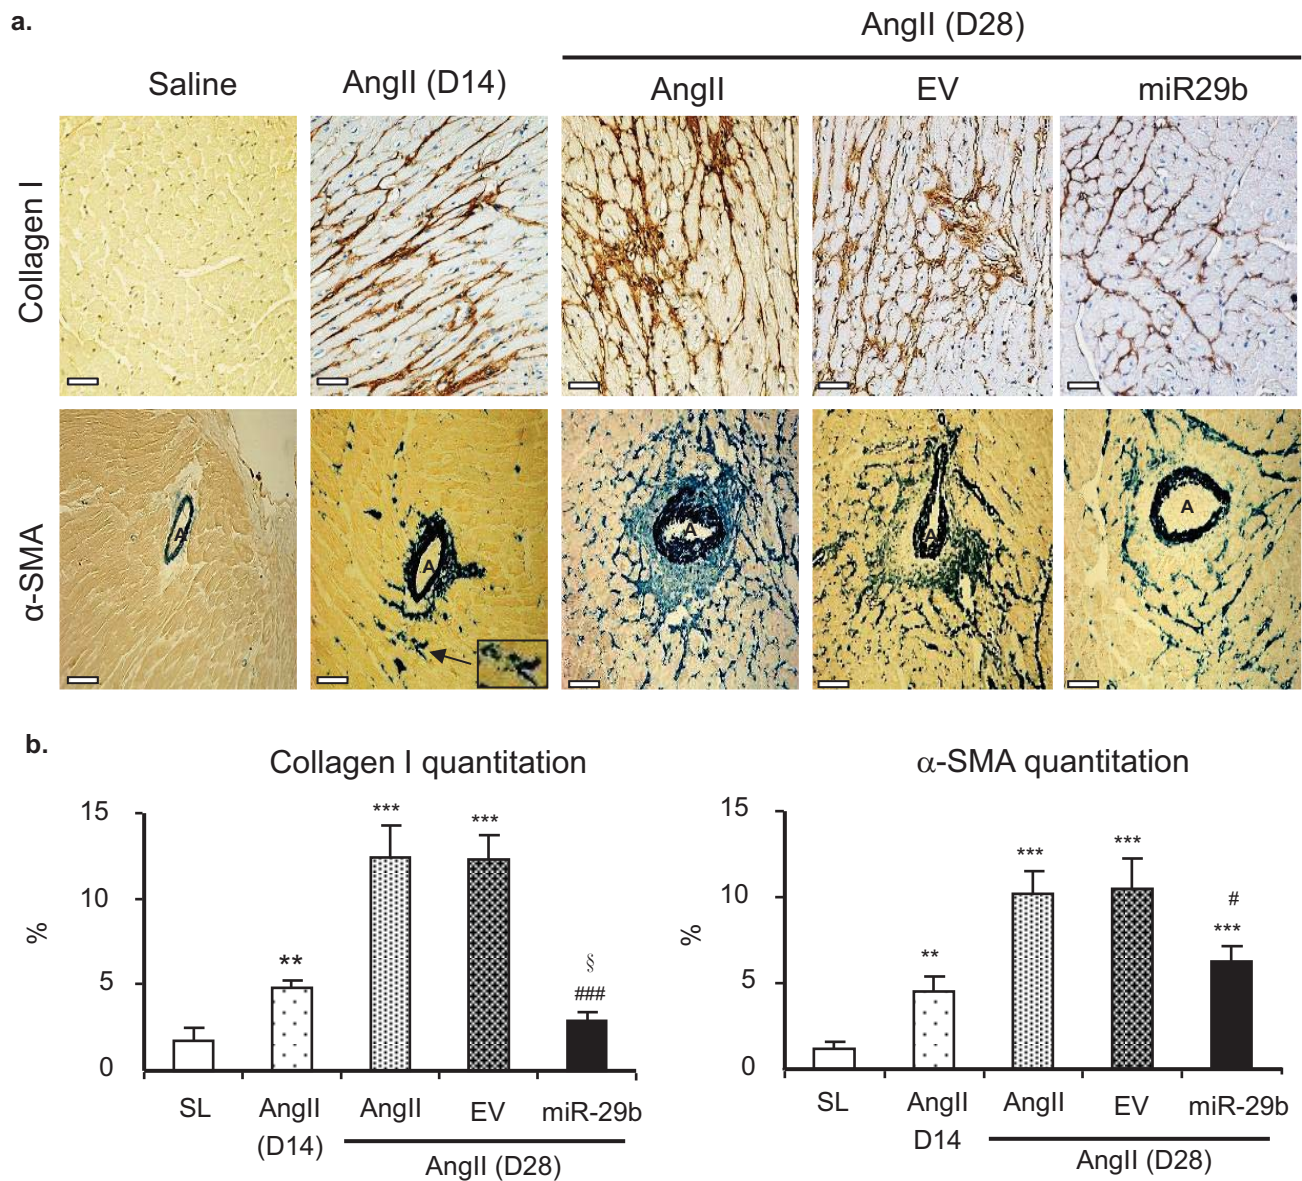 a.
AngII (D28)
Saline
AngII (D14)
AngII
EV
miR29b
Collagen I
α-SMA
A
A
A
A
A
b.
Collagen I quantitation
15
10
5
0
%
**
***
***
§
###
SL
AngII
(D14)
AngII
EV
miR-29b
AngII (D28)
α-SMA quantitation
15
10
5
0
%
**
***
***
#
***
SL
AngII
D14
AngII
EV
miR-29b
AngII (D28)